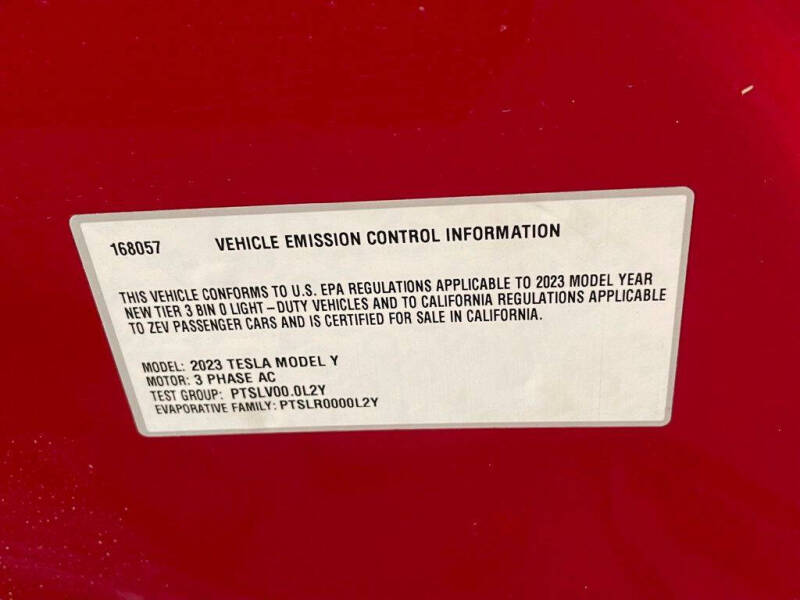 168057 VEHICLE EMISSION CONTROL INFORMATION
THIS VEHICLE CONFORMS TO U.S. EPA REGULATIONS APPLICABLE TO 2023 MODEL YEAR
NEW TIER 3 BIN 0 LIGHT-DUTY VEHICLES AND TO CALIFORNIA REGULATIONS APPLICABLE
TO ZEV PASSENGER CARS AND IS CERTIFIED FOR SALE IN CALIFORNIA.
MODEL: 2023 TESLA MODEL Y
MOTOR: 3 PHASE AC
TEST GROUP: PTSLV00.0L2Y
EVAPORATIVE FAMILY: PTSLR0000L2Y